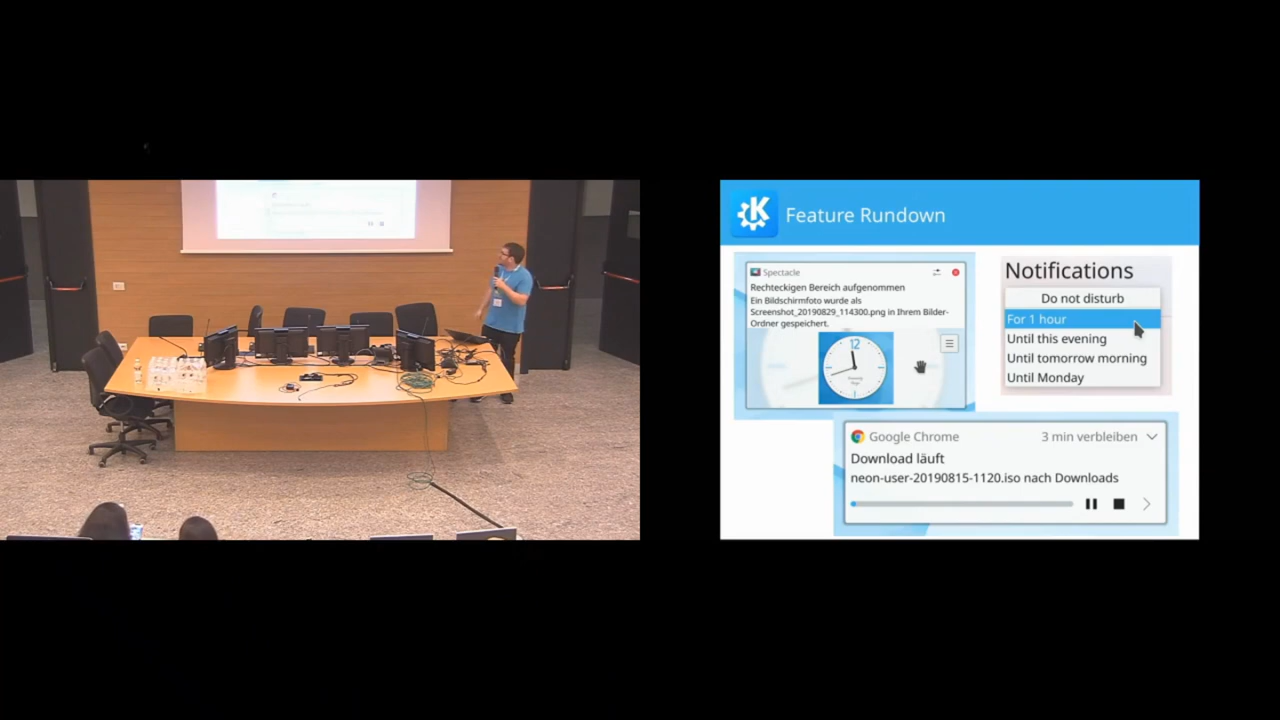 Feature Rundown
Spectacle
Rechteckigen Bereich aufgenommen
Ein Bildschirmfoto wurde als
Screenshot_20190829_114300.png in Ihrem Bilder-
Ordner gespeichert.
12
Notifications
Do not disturb
For 1 hour
Until this evening
Until tomorrow morning
Until Monday
Google Chrome
3 min verbleiben
Download läuft
neon-user-20190815-1120.iso nach Downloads